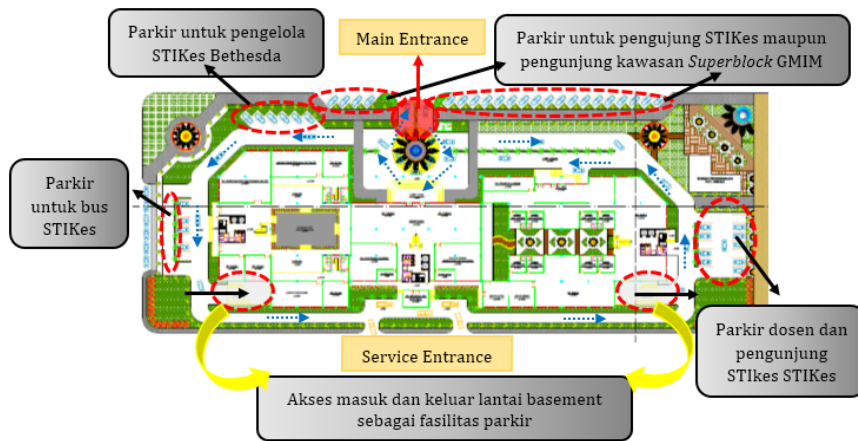 Parkir untuk pengelola
STIKes Bethesda
Main Entrance
Parkir untuk pengujung STIKes maupun
pengunjung kawasan Superblock GMIM
Parkir
untuk bus
STIKes
Service Entrance
Parkir dosen dan
pengunjung
STIkes STIKes
Akses masuk dan keluar lantai basement
sebagai fasilitas parkir